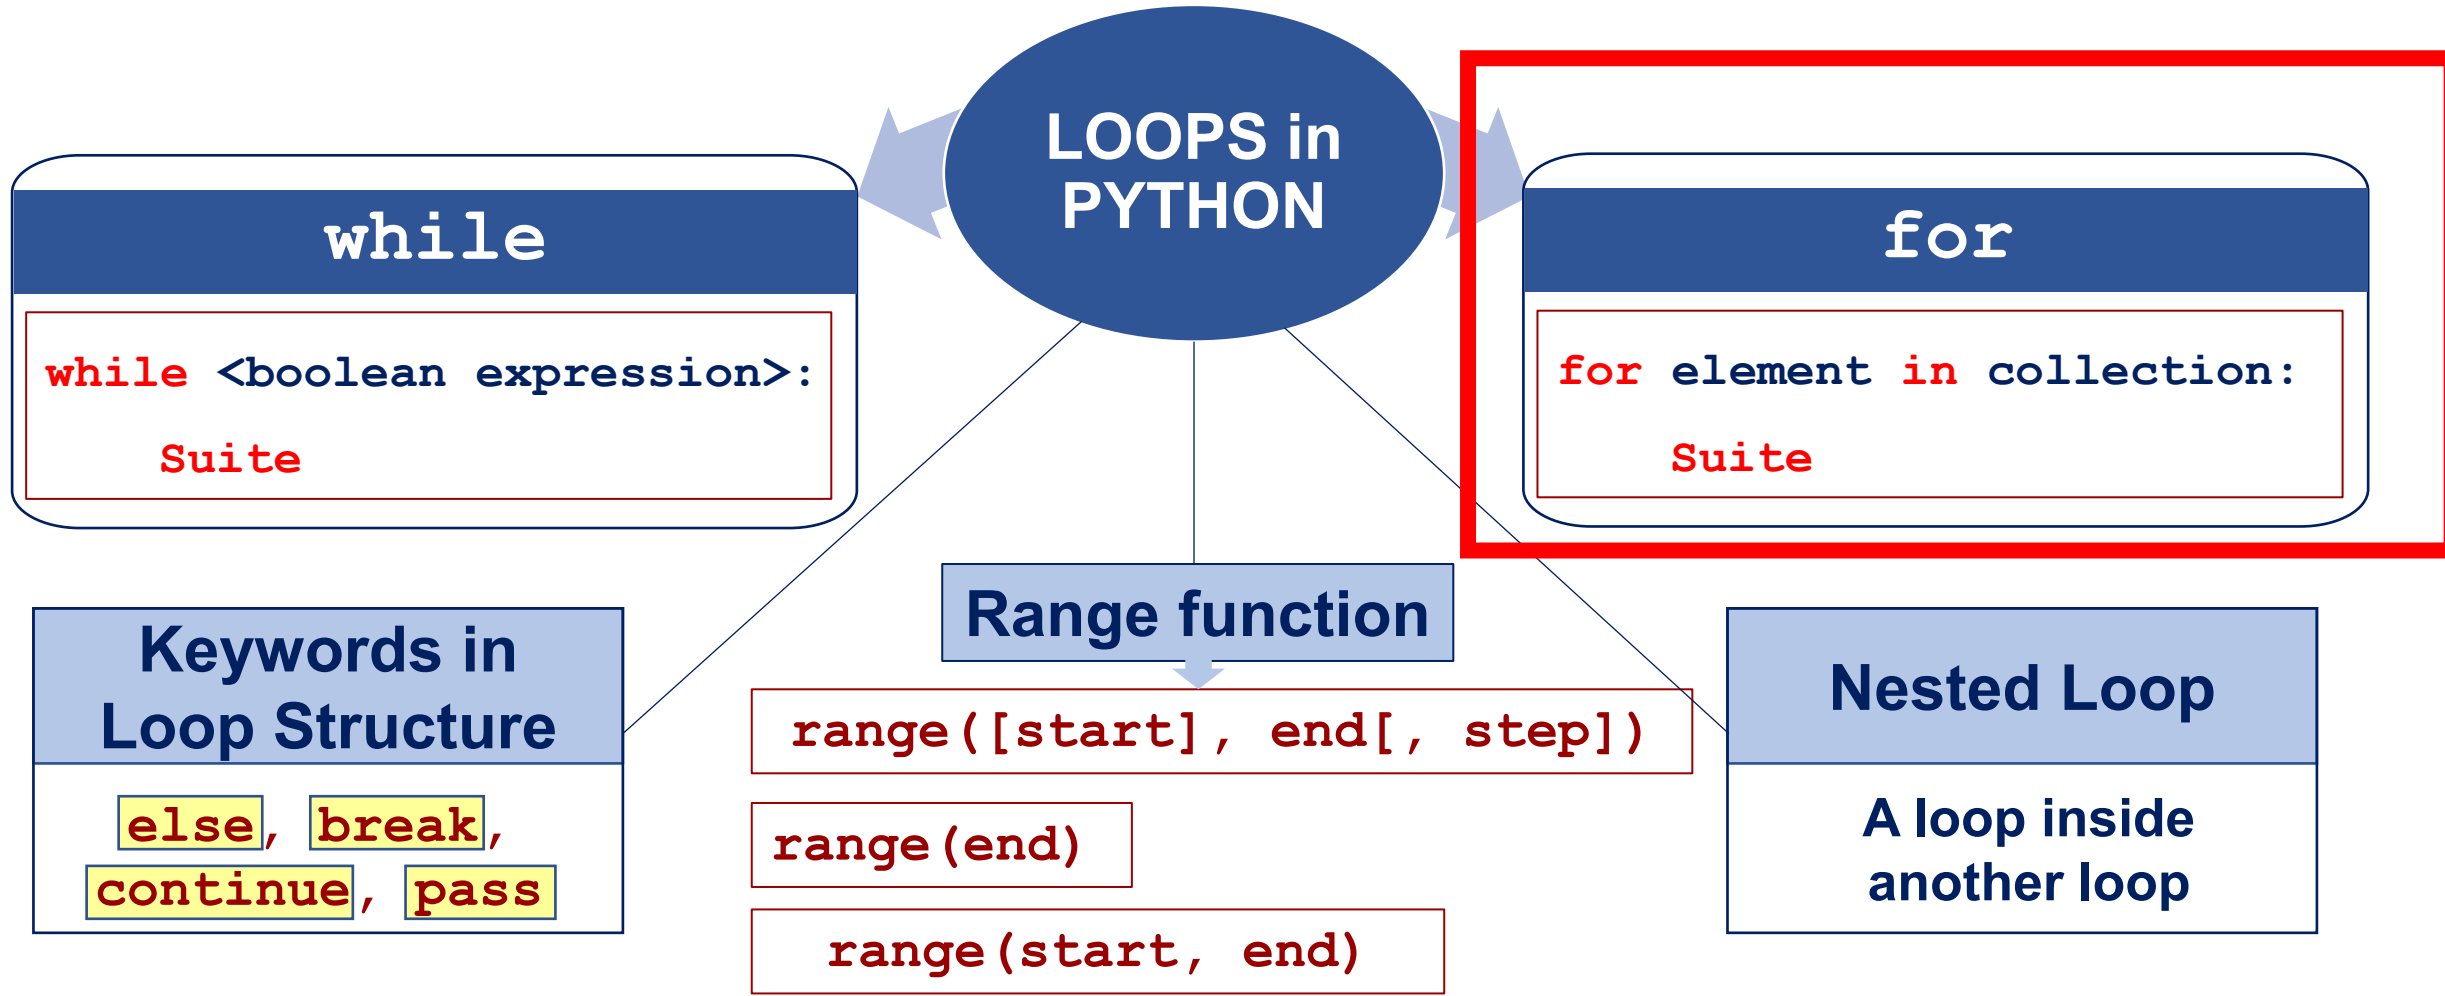 LOOPS in
PYTHON
while
while <boolean expression>:
Suite
for
for element in collection:
Suite
Keywords in
Loop Structure
else, break,
continue, pass
Range function
range([start], end[, step])
range(end)
range(start, end)
Nested Loop
A loop inside
another loop